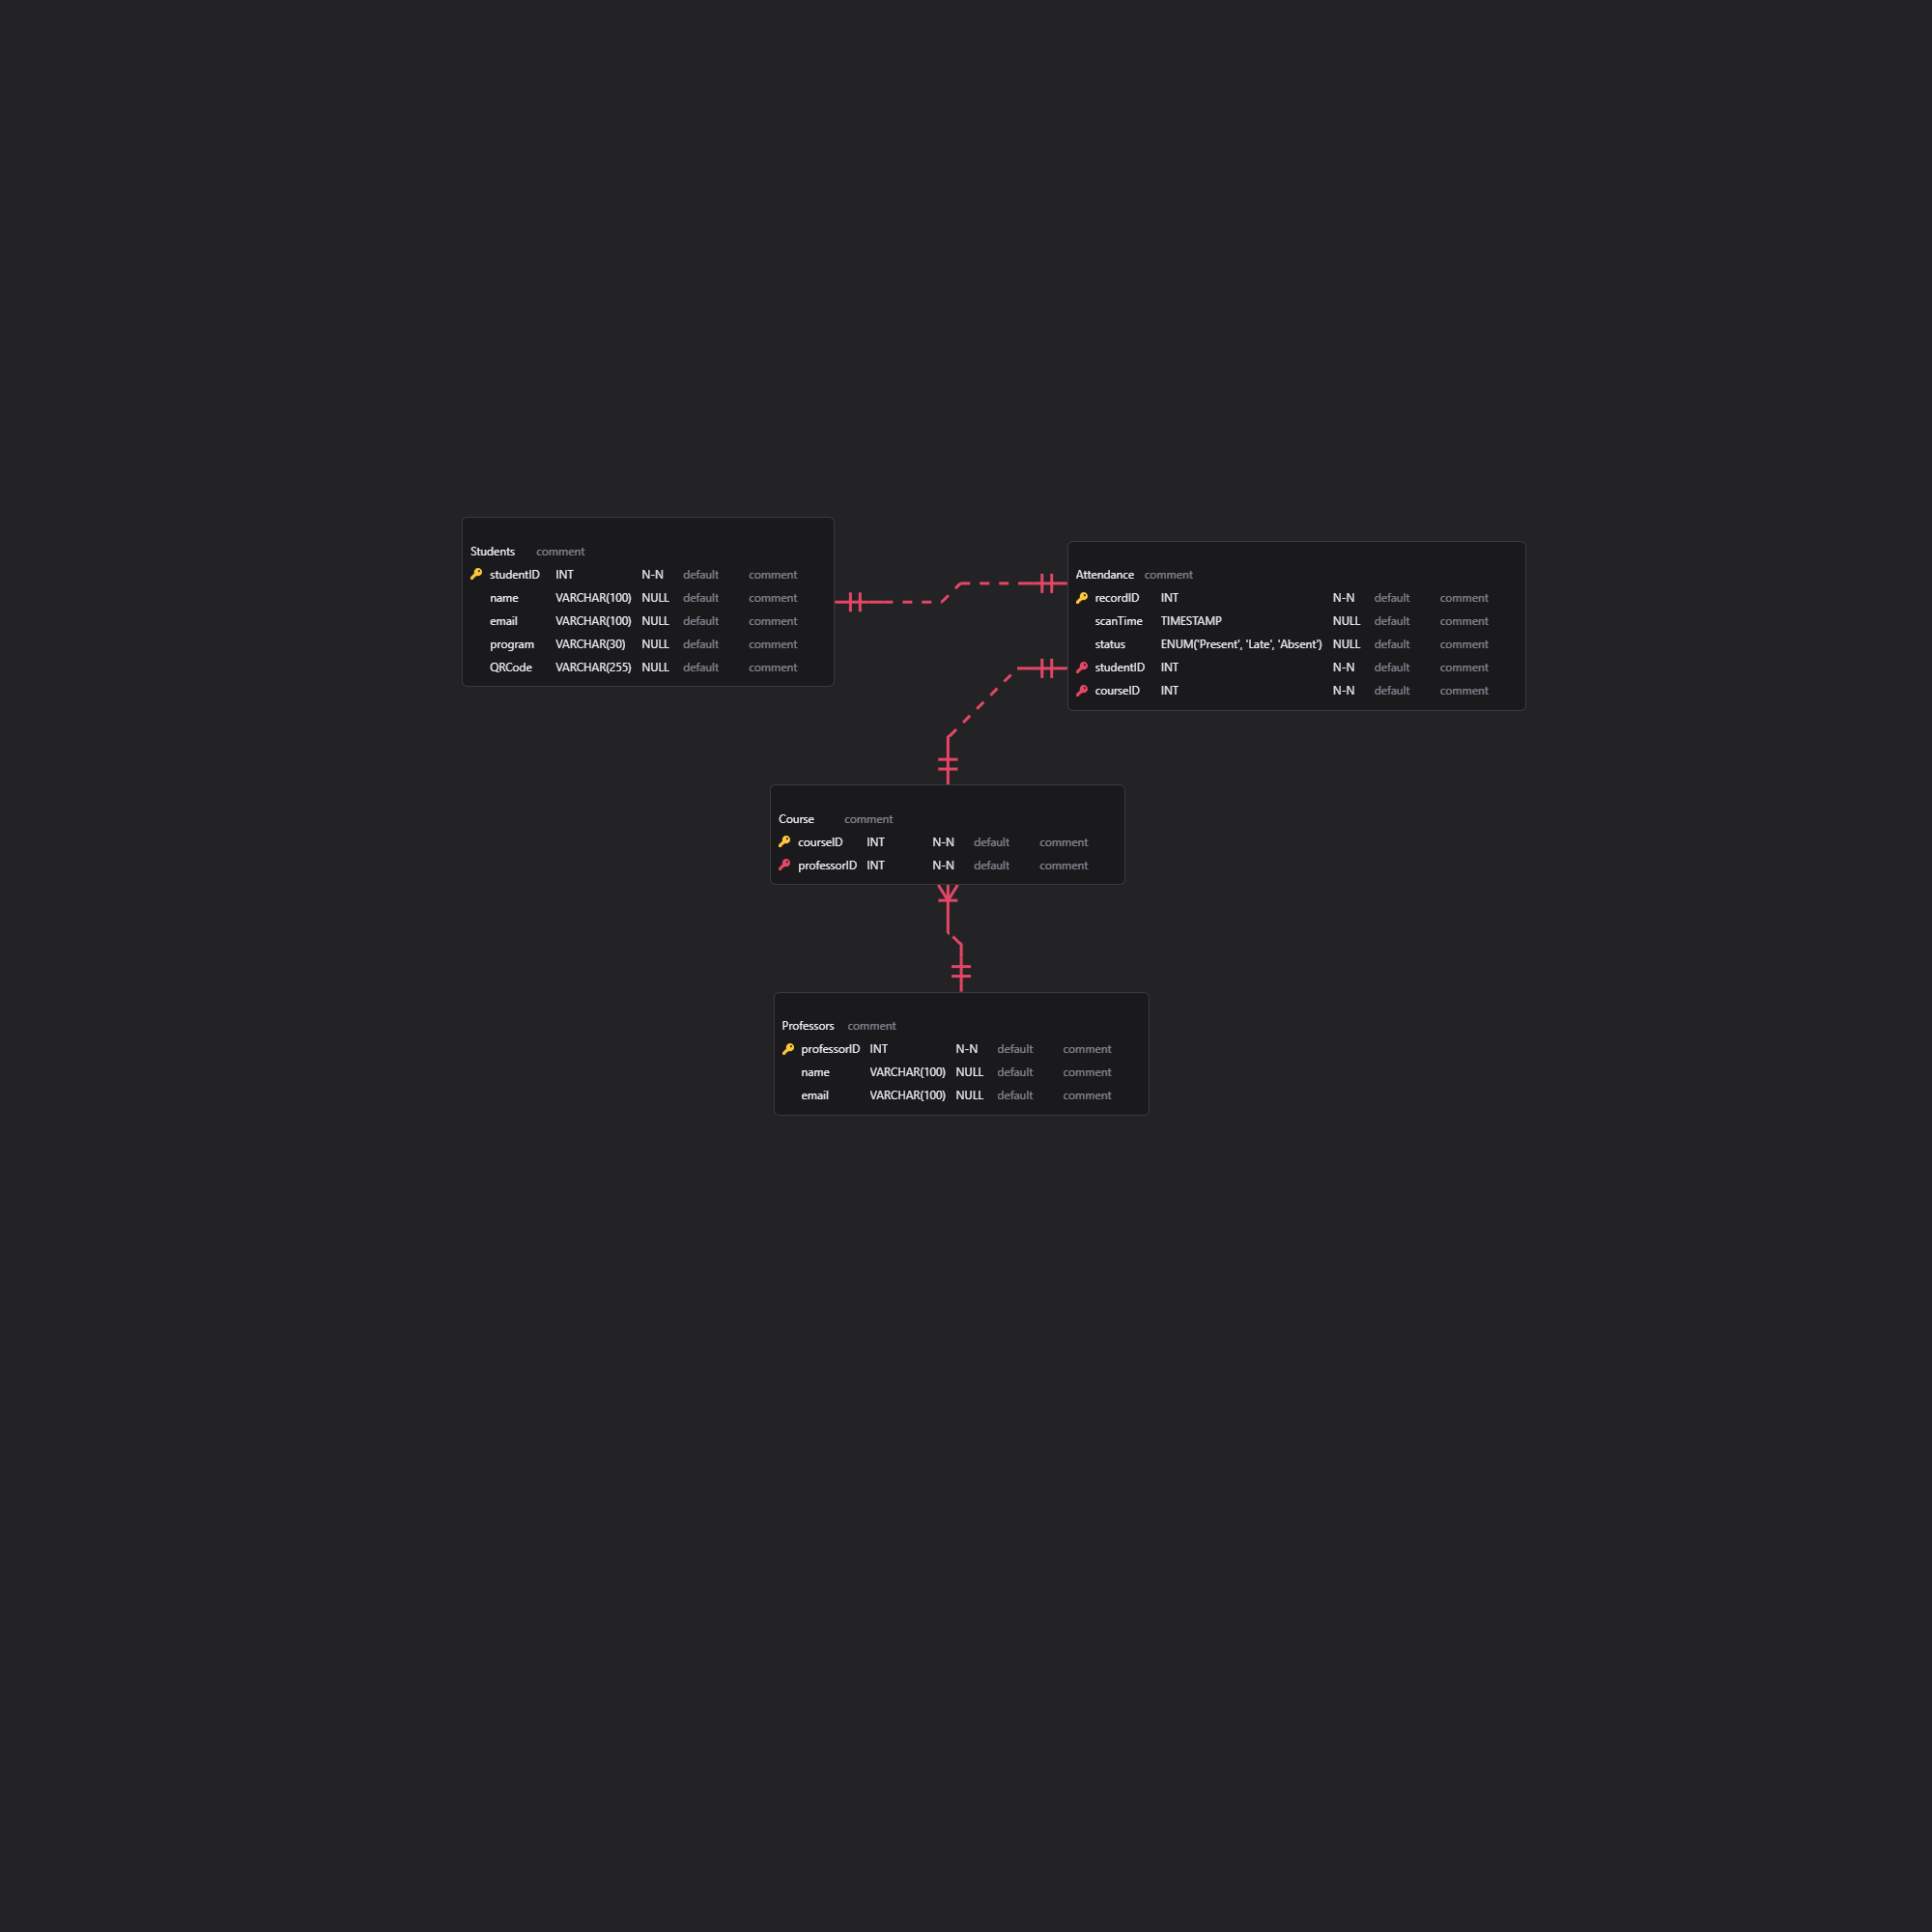 Students comment
studentID INT N-N default comment
name VARCHAR(100) NULL default comment
email VARCHAR(100) NULL default comment
program VARCHAR(30) NULL default comment
QRCode VARCHAR(255) NULL default comment
Attendance comment
recordID INT N-N default comment
scanTime TIMESTAMP NULL default comment
status ENUM('Present', 'Late', 'Absent') NULL default comment
studentID INT N-N default comment
courseID INT N-N default comment
Course comment
courseID INT N-N default comment
professorID INT N-N default comment
Professors comment
professorID INT N-N default comment
name VARCHAR(100) NULL default comment
email VARCHAR(100) NULL default comment